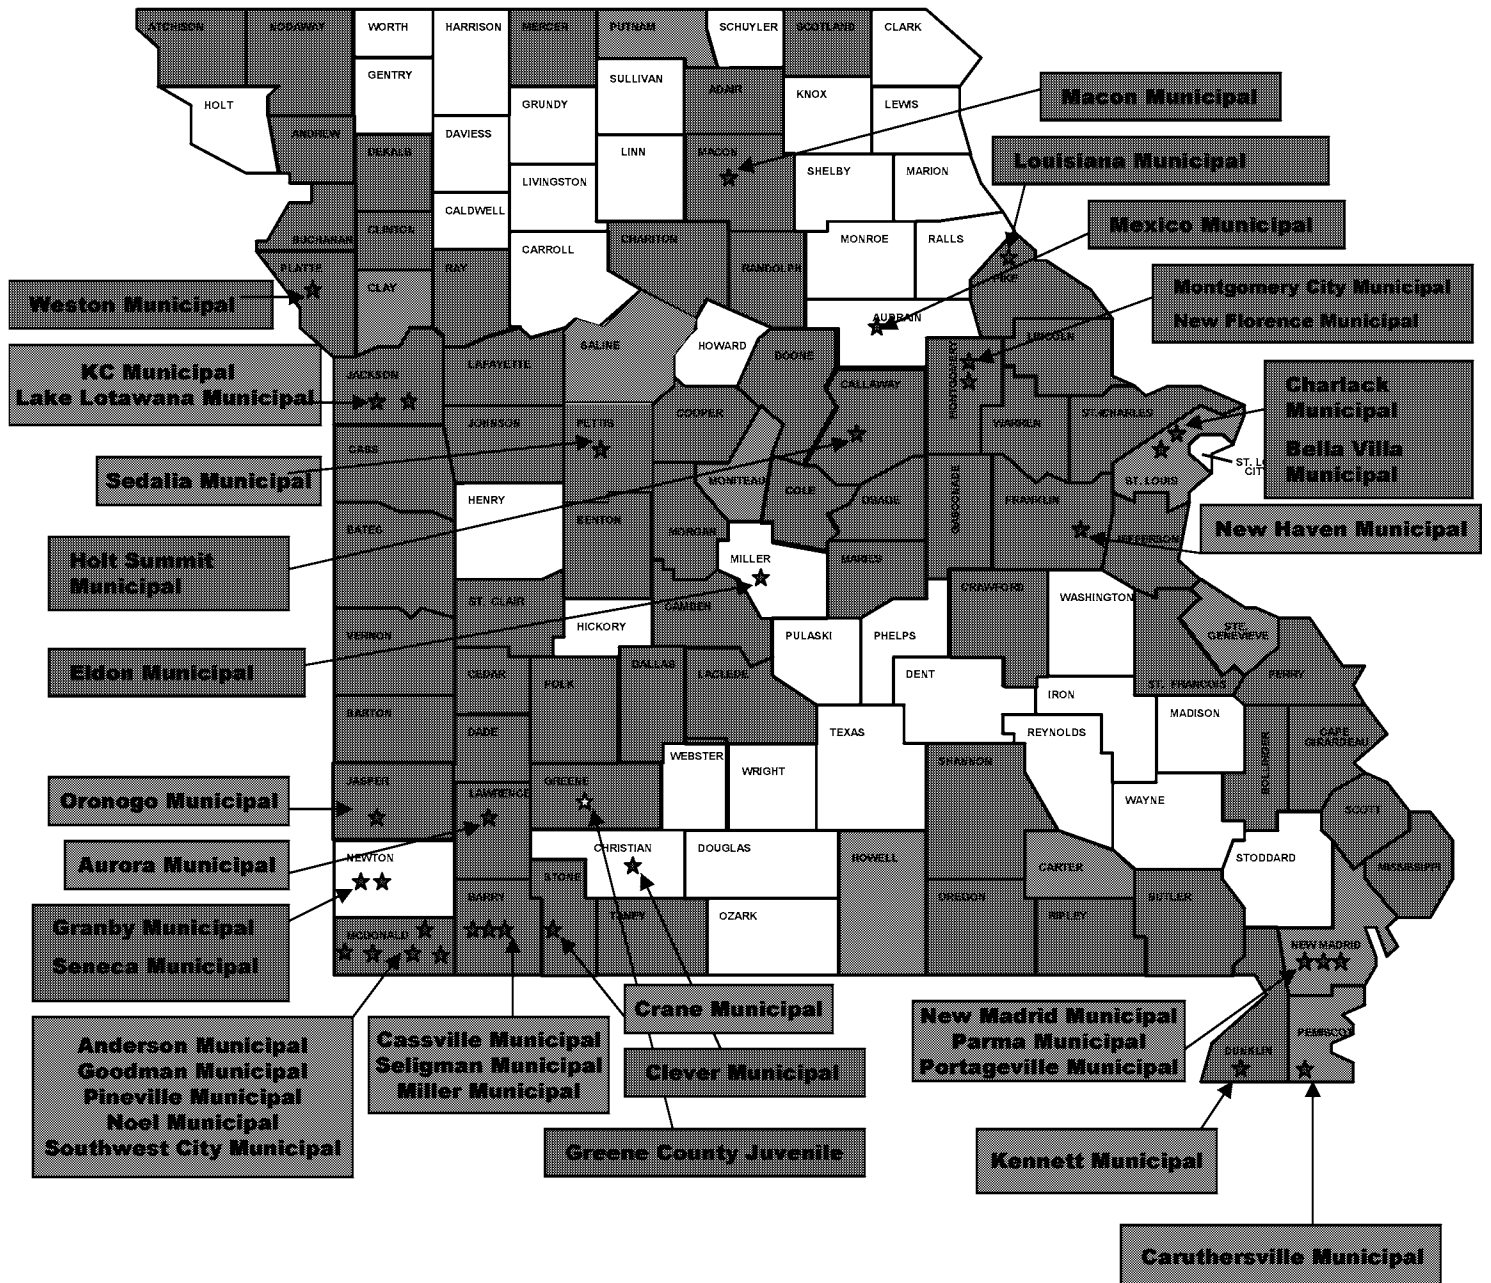 ATCHISON
NODAWAY
WORTH
HARRISON
MERCER
PUTNAM
SCHUYLER
SCOTLAND
CLARK
GENTRY
SULLIVAN
ADAIR
KNOX
LEWIS
HOLT
GRUNDY
Macon Municipal
ANDREW
DEKALB
DAVIESS
LINN
MACON
SHELBY
MARION
Louisiana Municipal
LIVINGSTON
CALDWELL
Mexico Municipal
BUCHANAN
CLINTON
CARROLL
CHARITON
MONROE
RALLS
PLATTE
RAY
RANDOLPH
PIKE
CLAY
Weston Municipal
Montgomery City Municipal
New Florence Municipal
AUDRAIN
SALINE
HOWARD
BOONE
MONTGOMERY
LINCOLN
KC Municipal
Lake Lotawana Municipal
JACKSON
LAFAYETTE
CALLAWAY
Charlack
Municipal
Bella Villa
Municipal
COOPER
JOHNSON
PETTIS
ST. CHARLES
WARREN
CASS
ST. L
CIT
Sedalia Municipal
MONITEAU
COLE
OSAGE
GASCONADE
FRANKLIN
ST. LOUIS
HENRY
BENTON
BATES
MORGAN
New Haven Municipal
JEFFERSON
Holt Summit
Municipal
MILLER
MARIES
CRAWFORD
WASHINGTON
ST. CLAIR
CAMDEN
HICKORY
PULASKI
PHELPS
STE.
GENEVIEVE
VERNON
Eldon Municipal
CEDAR
POLK
DALLAS
LACLEDE
DENT
IRON
ST. FRANCOIS
PERRY
BARTON
DADE
TEXAS
REYNOLDS
MADISON
BOLLINGER
CAPE
GIRARDEAU
WEBSTER
WRIGHT
SHANNON
JASPER
LAWRENCE
GREENE
WAYNE
SCOTT
Oronogo Municipal
Aurora Municipal
NEWTON
CHRISTIAN
DOUGLAS
HOWELL
CARTER
STODDARD
MISSISSIPPI
STONE
BARRY
TANEY
OZARK
OREGON
RIPLEY
BUTLER
Granby Municipal
Seneca Municipal
MCDONALD
NEW MADRID
Crane Municipal
New Madrid Municipal
Parma Municipal
Portageville Municipal
PEMISCOT
DUNKLIN
Anderson Municipal
Goodman Municipal
Pineville Municipal
Noel Municipal
Southwest City Municipal
Cassville Municipal
Seligman Municipal
Miller Municipal
Clever Municipal
Greene County Juvenile
Kennett Municipal
Caruthersville Municipal